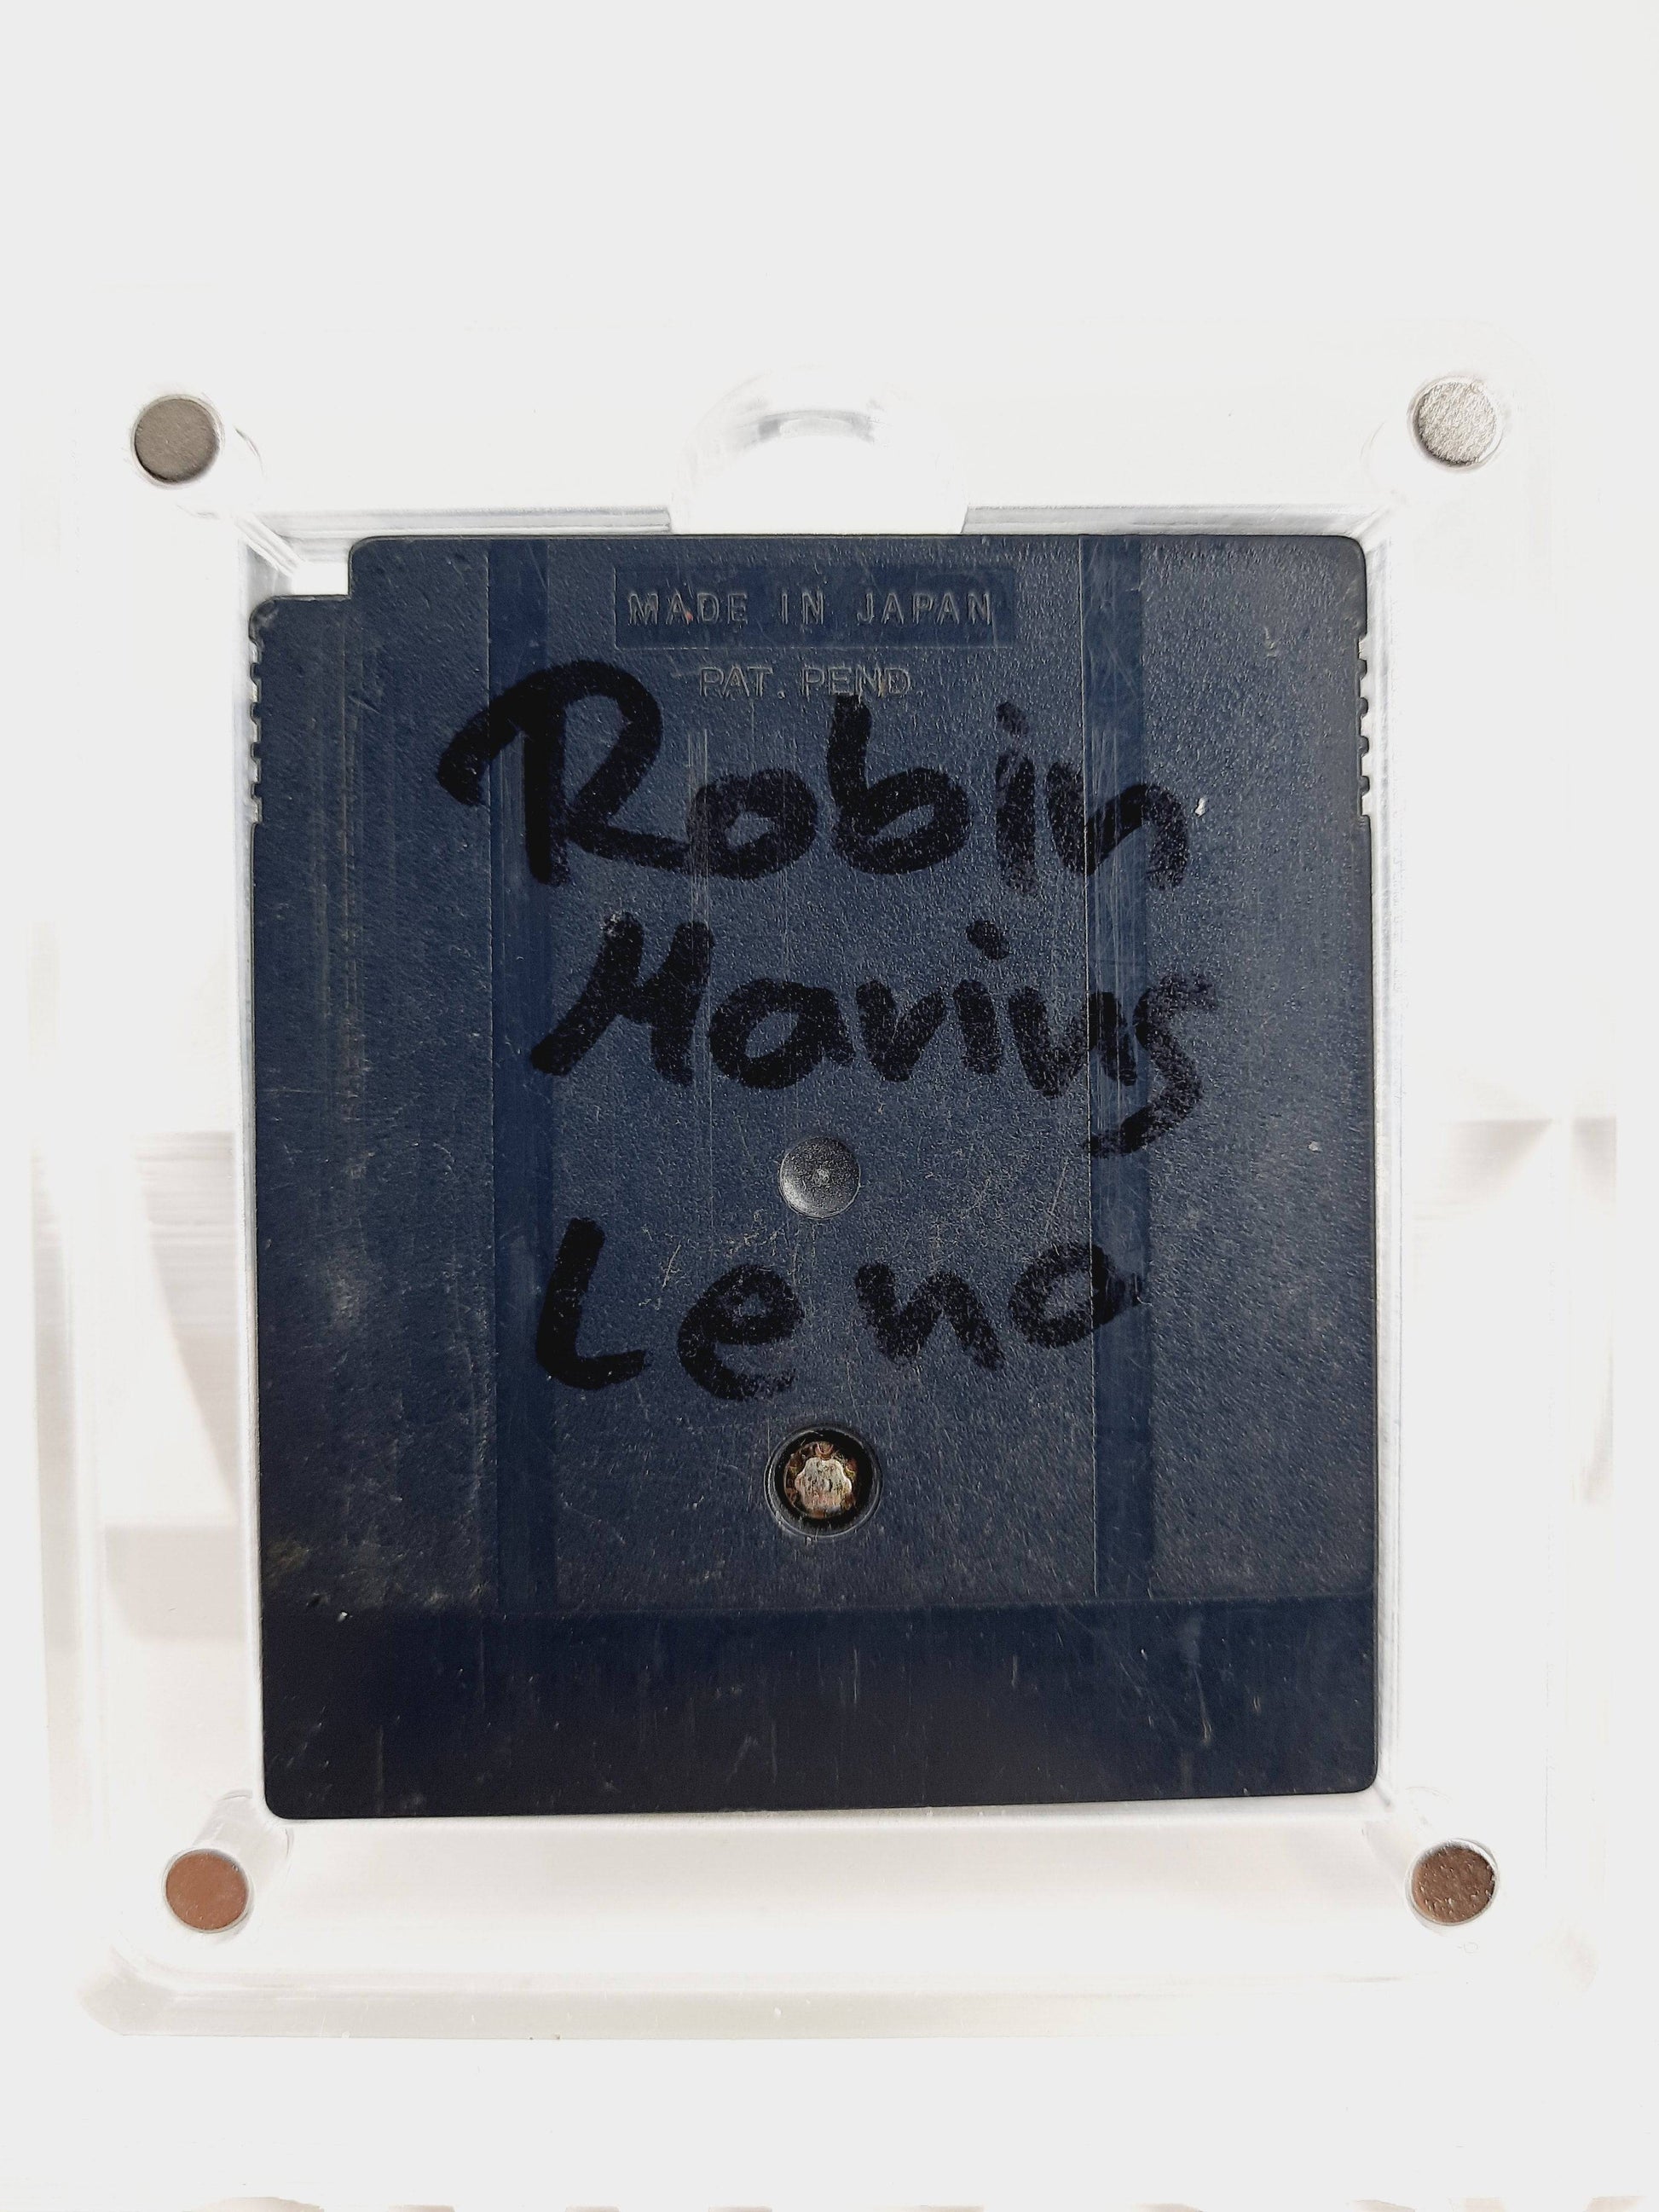 MADE IN JAPAN
PAT. PEND
Robin
Marius
Lena